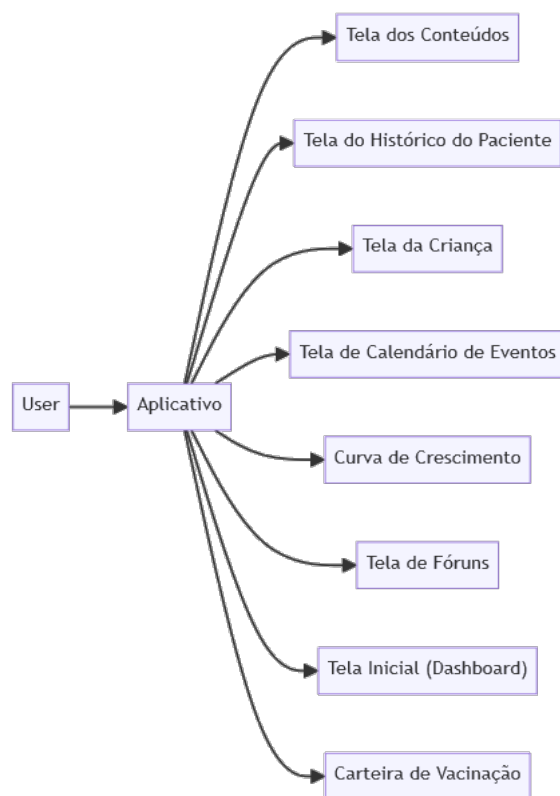 Tela dos Conteúdos
Tela do Histórico do Paciente
Tela da Criança
Tela de Calendário de Eventos
User
Aplicativo
Curva de Crescimento
Tela de Fóruns
Tela Inicial (Dashboard)
Carteira de Vacinação